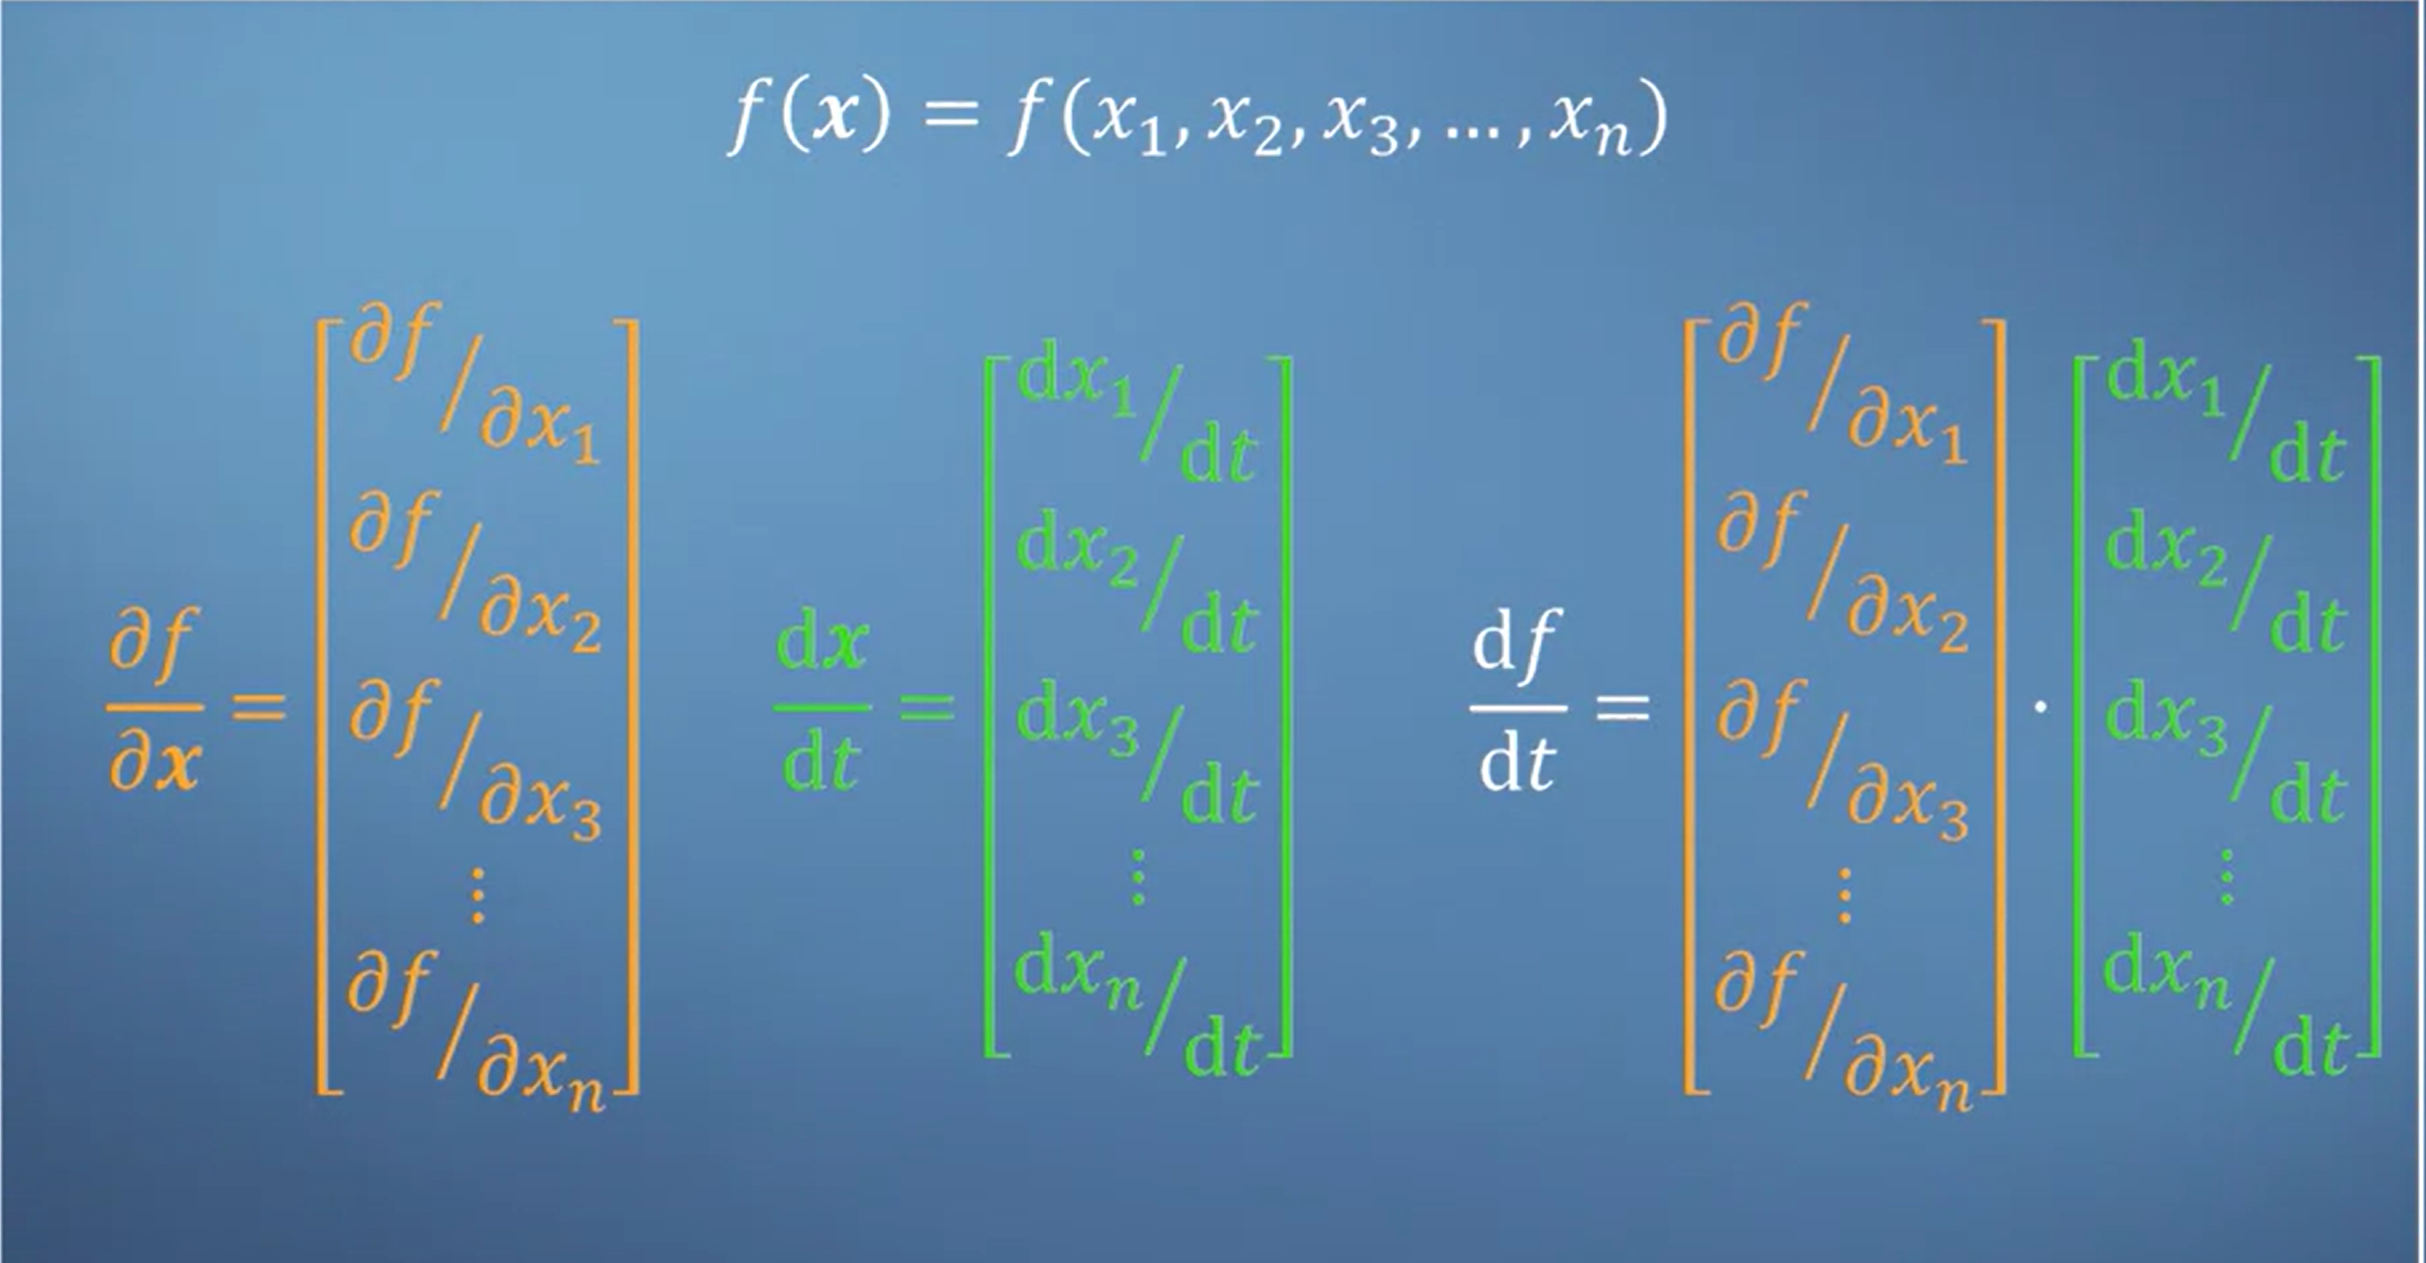 f(x) = f(x₁, x₂, x₃, …, xₙ)
∂f/∂x = [∂f/∂x₁ ∂f/∂x₂ ∂f/∂x₃ ⋮ ∂f/∂xₙ]
dx/dt = [dx₁/dt dx₂/dt dx₃/dt ⋮ dxₙ/dt]
df/dt = [∂f/∂x₁ ∂f/∂x₂ ∂f/∂x₃ ⋮ ∂f/∂xₙ] · [dx₁/dt dx₂/dt dx₃/dt ⋮ dxₙ/dt]